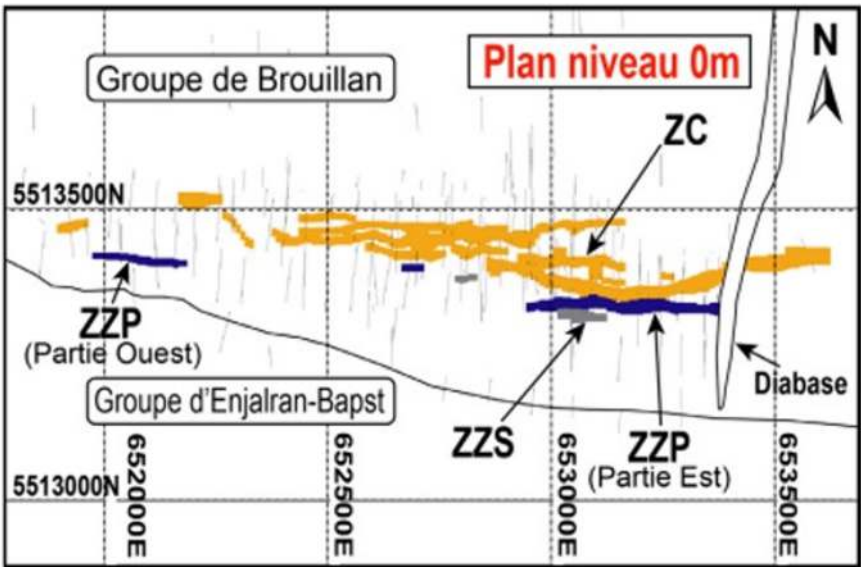 Groupe de Brouillan
Plan niveau 0m
N
ZC
5513500N
ZZP
(Partie Ouest)
Diabase
Groupe d'Enjalran-Bapst
ZZS
ZZP
(Partie Est)
5513000N
652000E
652500E
653000E
653500E